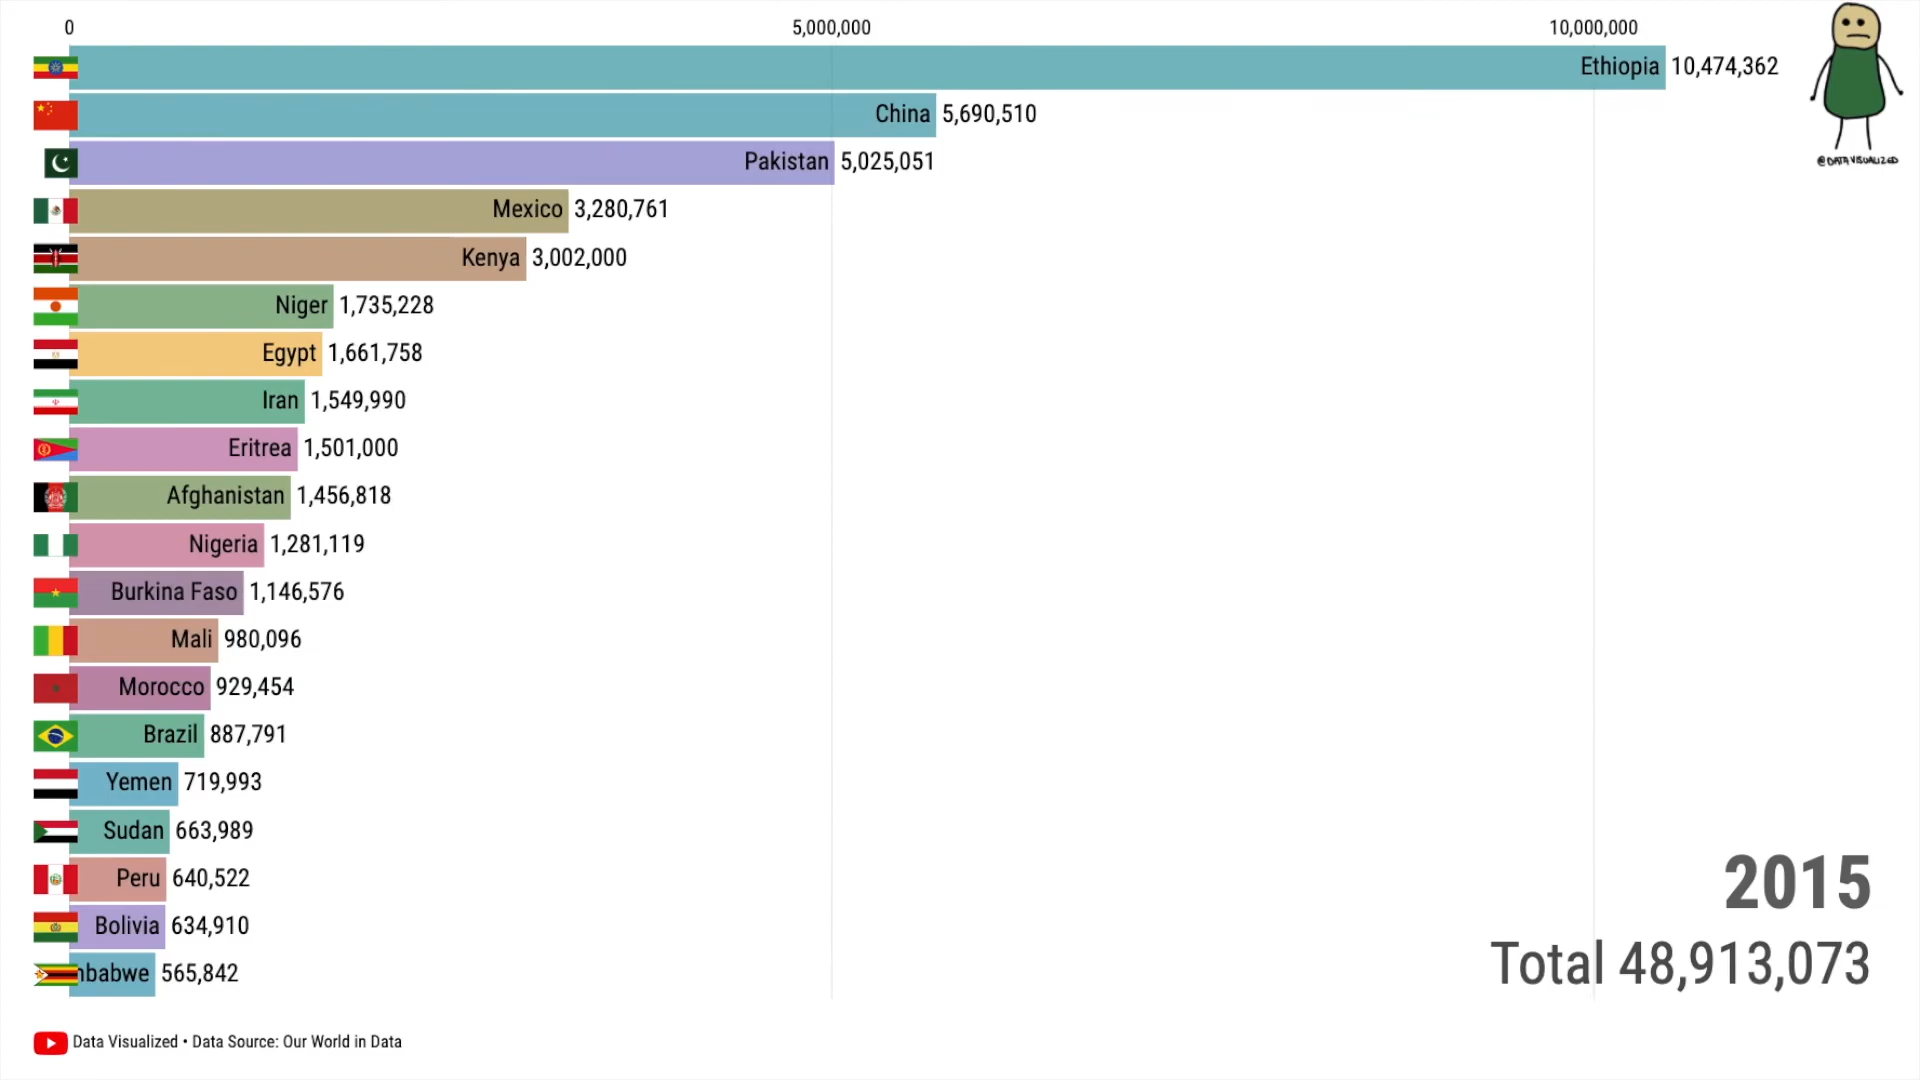 0 5,000,000 10,000,000
Ethiopia 10,474,362
China 5,690,510
@DATA VISUALIZED
Pakistan 5,025,051
Mexico 3,280,761
Kenya 3,002,000
Niger 1,735,228
Egypt 1,661,758
Iran 1,549,990
Eritrea 1,501,000
Afghanistan 1,456,818
Nigeria 1,281,119
Burkina Faso 1,146,576
Mali 980,096
Morocco 929,454
Brazil 887,791
Yemen 719,993
Sudan 663,989
Peru 640,522
Bolivia 634,910
nbabwe 565,842
2015
Total 48,913,073
Data Visualized • Data Source: Our World in Data